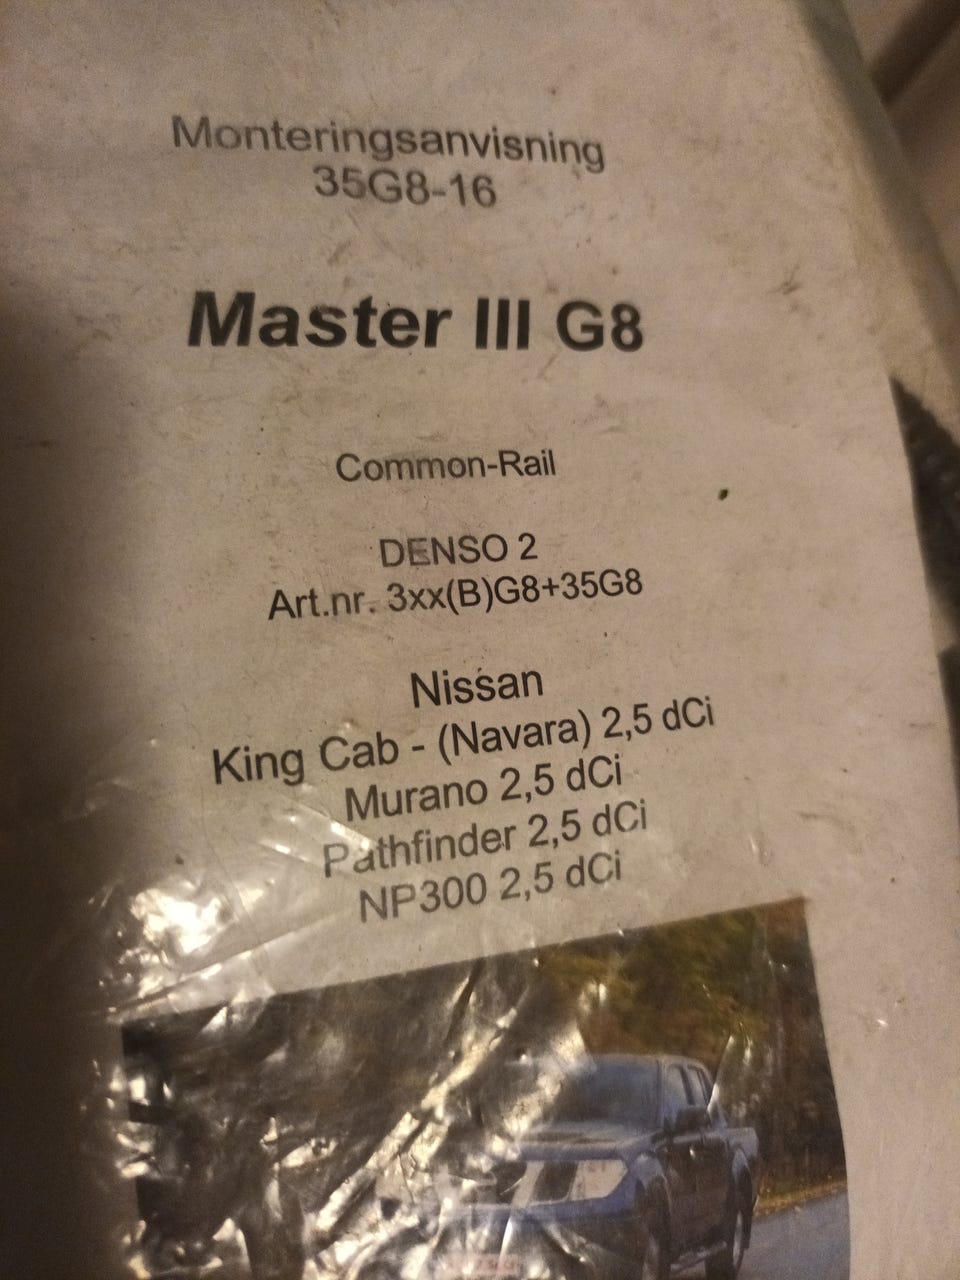 Monteringsanvisning
35G8-16
Master III G8
Common-Rail
DENSO 2
Art.nr. 3xx(B)G8+35G8
Nissan
King Cab - (Navara) 2,5 dCi
Murano 2,5 dCi
Pathfinder 2,5 dCi
NP300 2,5 dCi